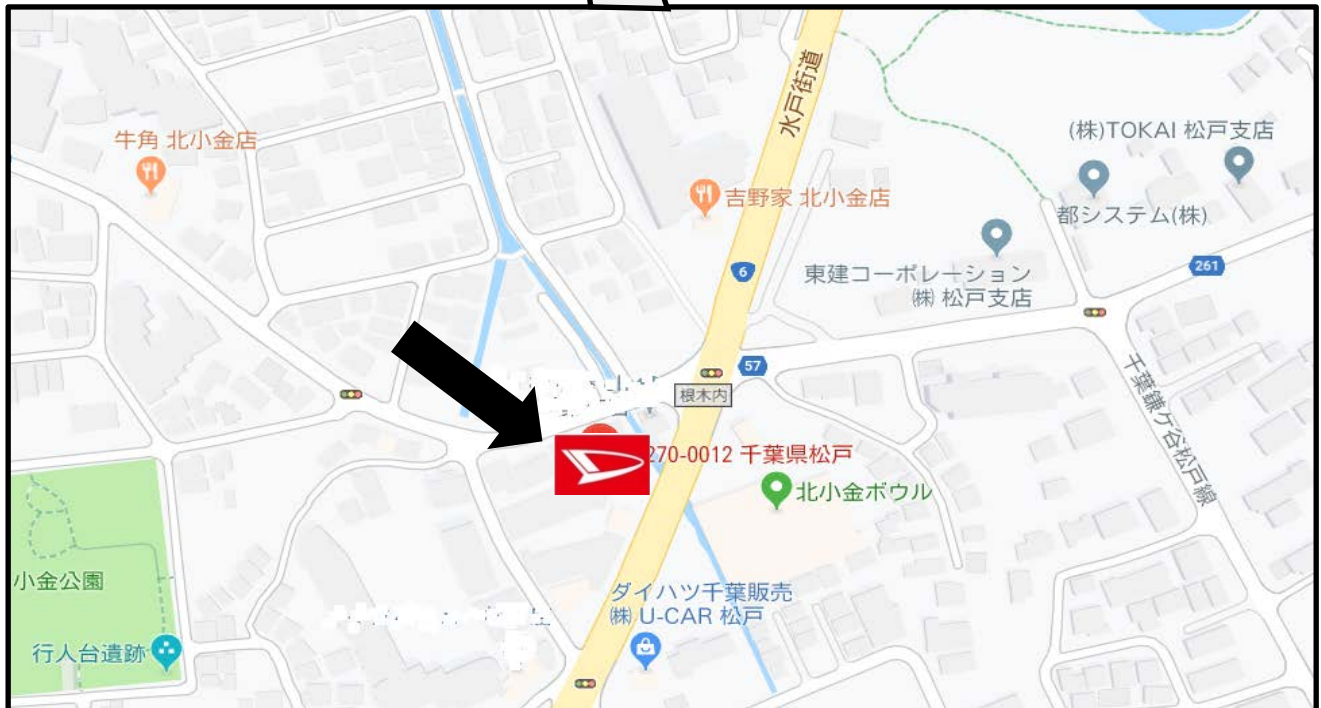 水戸街道
牛角 北小金店
(株)TOKAI 松戸支店
吉野家 北小金店
都システム(株)
6
東建コーポレーション
㈱ 松戸支店
261
57
根木内
千葉鎌ケ谷松戸線
270-0012 千葉県松戸
北小金ボウル
小金公園
ダイハツ千葉販売
㈱ U-CAR 松戸
行人台遺跡